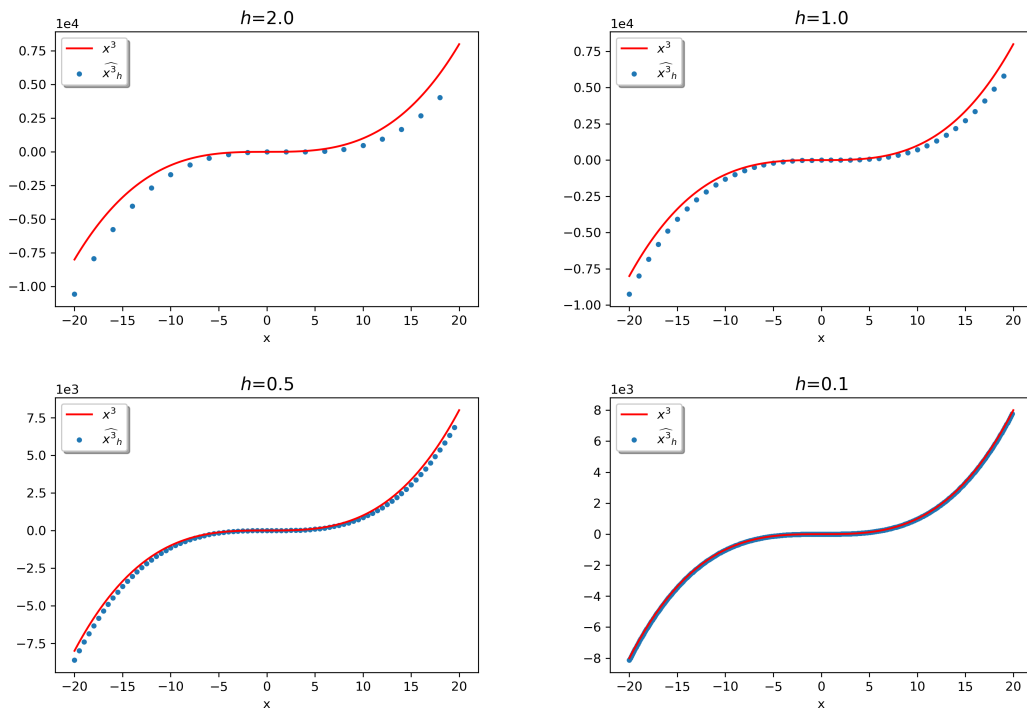 h=2.0
1e4
x³
x³ₕ
0.75
0.50
0.25
0.00
−0.25
−0.50
−0.75
−1.00
−20 −15 −10 −5 0 5 10 15 20
x
h=1.0
1e4
x³
x³ₕ
0.75
0.50
0.25
0.00
−0.25
−0.50
−0.75
−1.00
−20 −15 −10 −5 0 5 10 15 20
x
h=0.5
1e3
x³
x³ₕ
7.5
5.0
2.5
0.0
−2.5
−5.0
−7.5
−20 −15 −10 −5 0 5 10 15 20
x
h=0.1
1e3
x³
x³ₕ
8
6
4
2
0
−2
−4
−6
−8
−20 −15 −10 −5 0 5 10 15 20
x